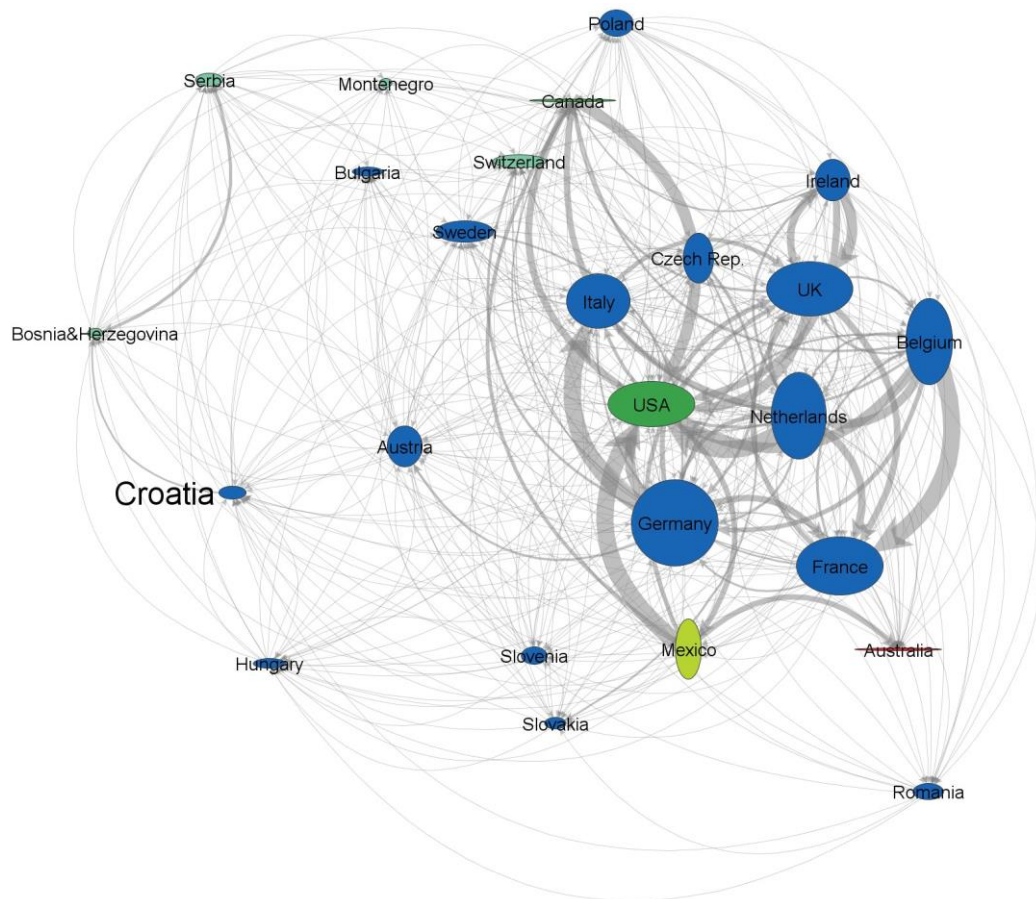 Poland
Serbia
Montenegro
Canada
Switzerland
Bulgaria
Ireland
Sweden
Czech Rep.
UK
Italy
Bosnia&Herzegovina
Belgium
USA
Netherlands
Austria
Croatia
Germany
France
Mexico
Australia
Slovenia
Hungary
Slovakia
Romania